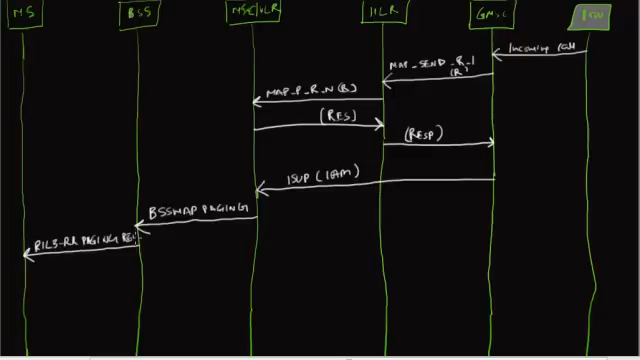 MS
BSS
MSC/VLR
HLR
GMSC
Incoming call
MAP_SEND_R_I
(R)
MAP_P_R_N(R)
(RES)
(RESP)
ISUP (IAM)
BSSMAP PAGING
RIL3-RR PAGING